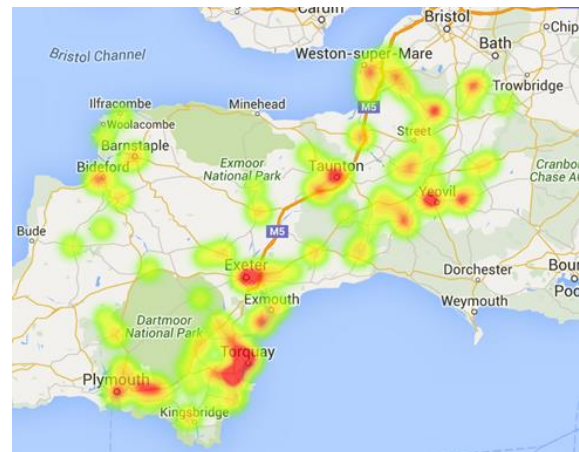 Cardiff
Bristol
Chip
Bristol Channel
Weston-super-Mare
Bath
Trowbridge
Ilfracombe
Minehead
M5
Woolacombe
Street
Barnstaple
Exmoor
National Park
Taunton
Cranbo
Chase A
Bideford
Yeovil
Bude
M5
Exeter
Dorchester
Bou
Poo
Exmouth
Weymouth
Dartmoor
National Park
Torquay
Plymouth
Kingsbridge